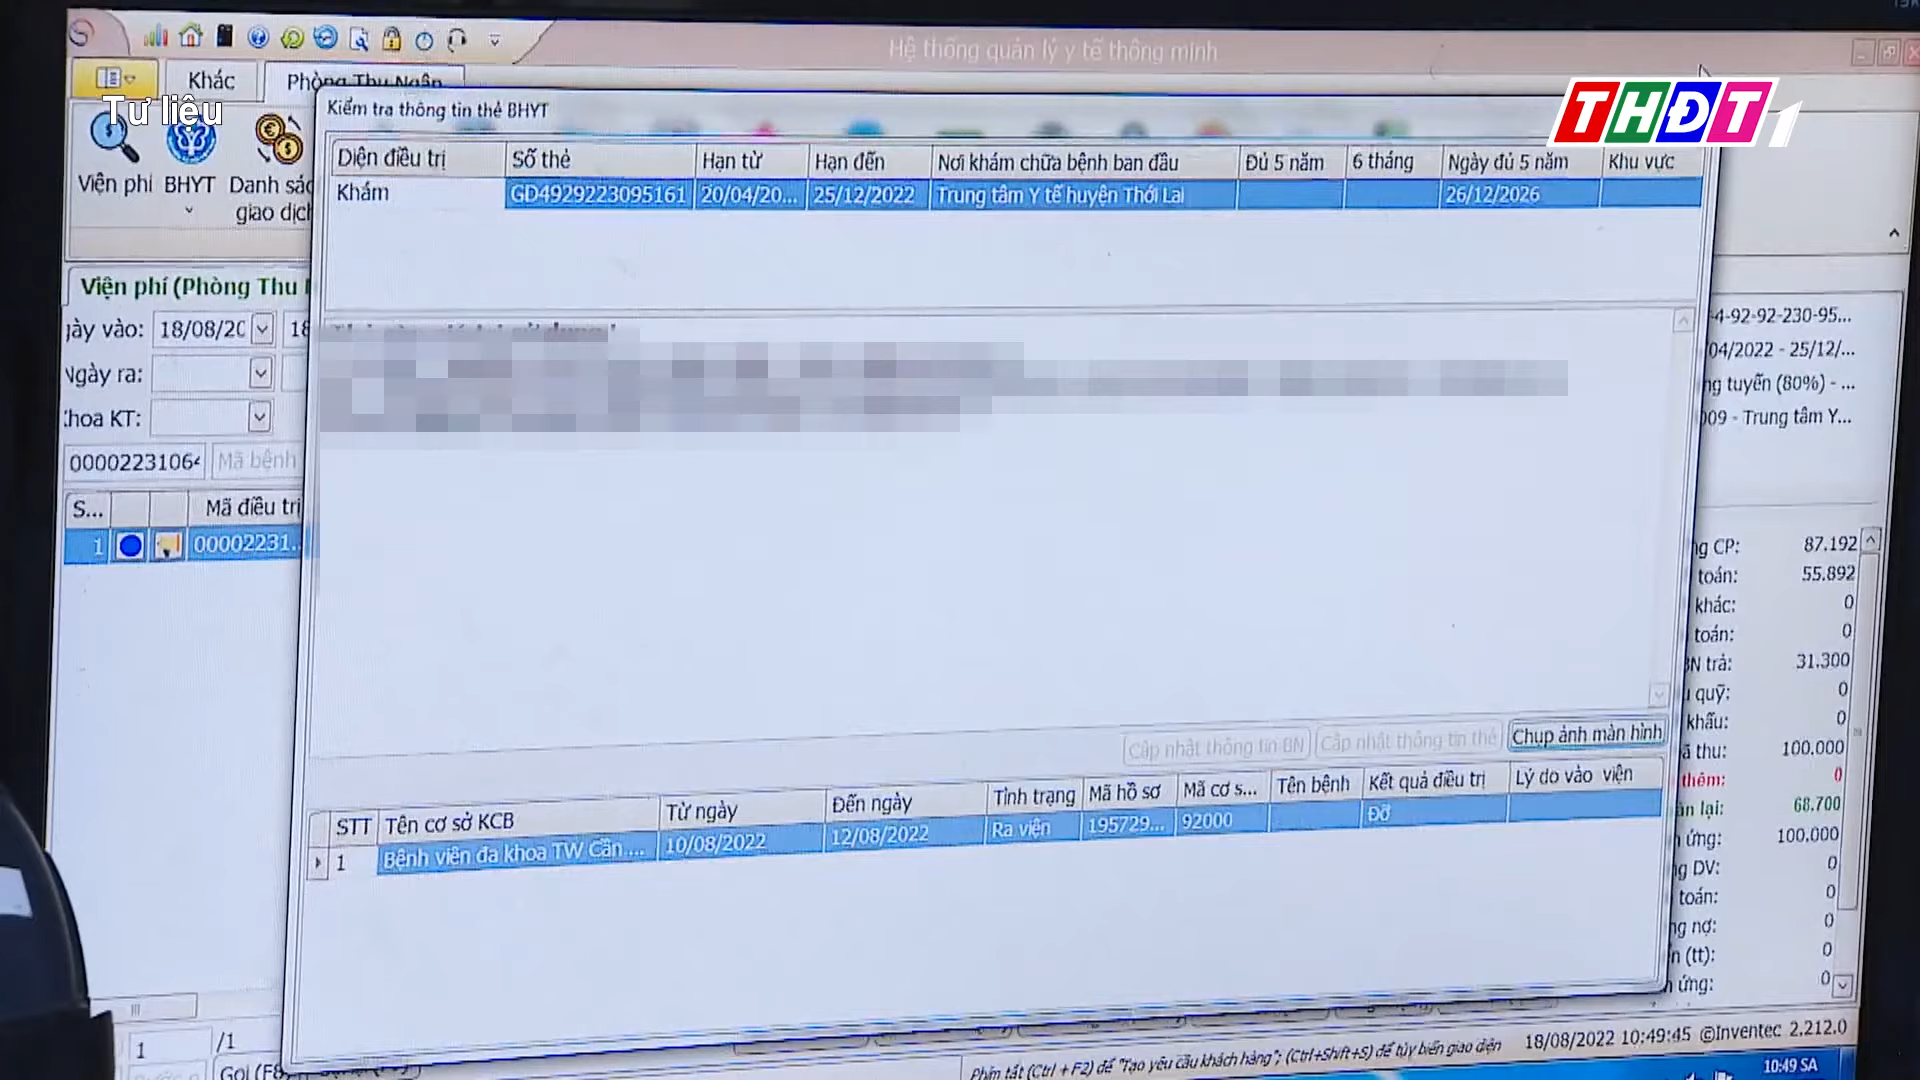 Hệ thống quản lý y tế thông minh
Khác
Phòng Thu Ngân
Tư liệu
THĐT1
Kiểm tra thông tin thẻ BHYT
Viện phí
BHYT
Danh sác
giao dịch
Diện điều trị Số thẻ Hạn từ Hạn đến Nơi khám chữa bệnh ban đầu Đủ 5 năm 6 tháng Ngày đủ 5 năm Khu vực
Khám GD4929223095161 20/04/20... 25/12/2022 Trung tâm Y tế huyện Thới Lai 26/12/2026
Viện phí (Phòng Thu
ày vào: 18/08/20 18
Ngày ra:
Khoa KT:
0000223106 Mã bệnh
S... Mã điều trị
1 00002231...
-4-92-92-230-95...
04/2022 - 25/12/...
ng tuyến (80%) - ...
009 - Trung tâm Y...
ng CP: 87.192
toán: 55.892
khác: 0
toán: 0
BN trả: 31.300
quỹ: 0
khấu: 0
ã thu: 100.000
thêm: 0
àn lại: 68.700
ứng: 100.000
g DV: 0
toán: 0
ng nợ: 0
n (tt): 0
ứng: 0
Cập nhật thông tin BN
Cập nhật thông tin thẻ
Chụp ảnh màn hình
STT Tên cơ sở KCB Từ ngày Đến ngày Tình trạng Mã hồ sơ Mã cơ s... Tên bệnh Kết quả điều trị Lý do vào viện
1 Bệnh viện đa khoa TW Cần.... 10/08/2022 12/08/2022 Ra viện 195729... 92000 Đỡ
1 /1
Gọi (F8
Phím tắt (Ctrl + F2) để "Tạo yêu cầu khách hàng"; (Ctrl+Shift+S) để tùy biến giao diện
18/08/2022 10:49:45 ©Inventec 2.212.0
10:49 SA